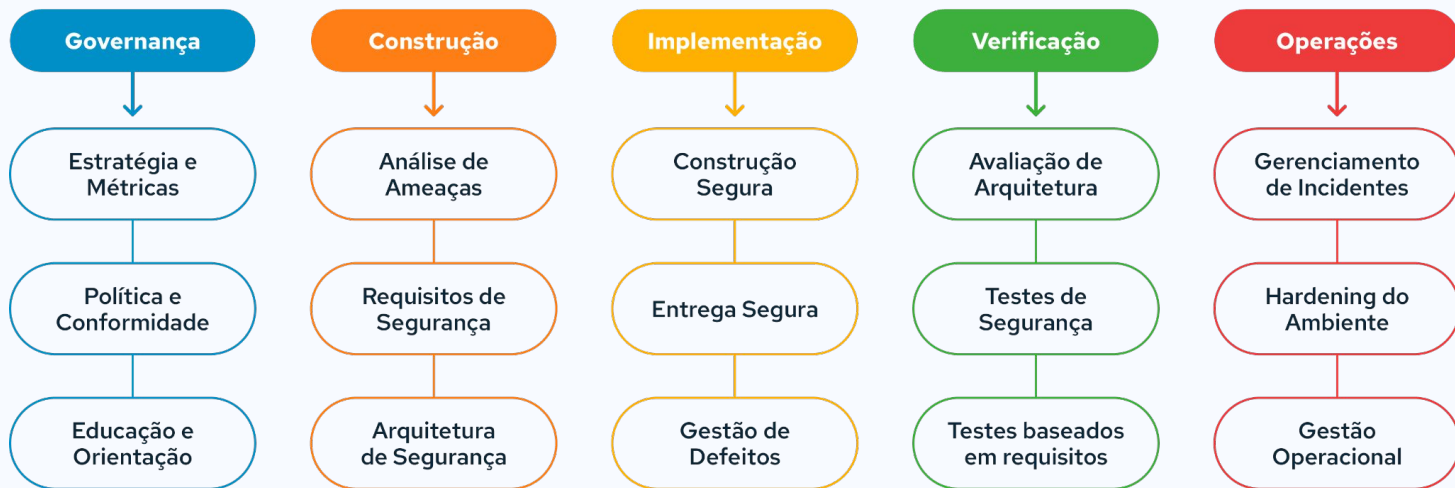 Governança
Construção
Implementação
Verificação
Operações
Estratégia e
Métricas
Análise de
Ameaças
Construção
Segura
Avaliação de
Arquitetura
Gerenciamento
de Incidentes
Política e
Conformidade
Requisitos de
Segurança
Entrega Segura
Testes de
Segurança
Hardening do
Ambiente
Educação e
Orientação
Arquitetura
de Segurança
Gestão de
Defeitos
Testes baseados
em requisitos
Gestão
Operacional